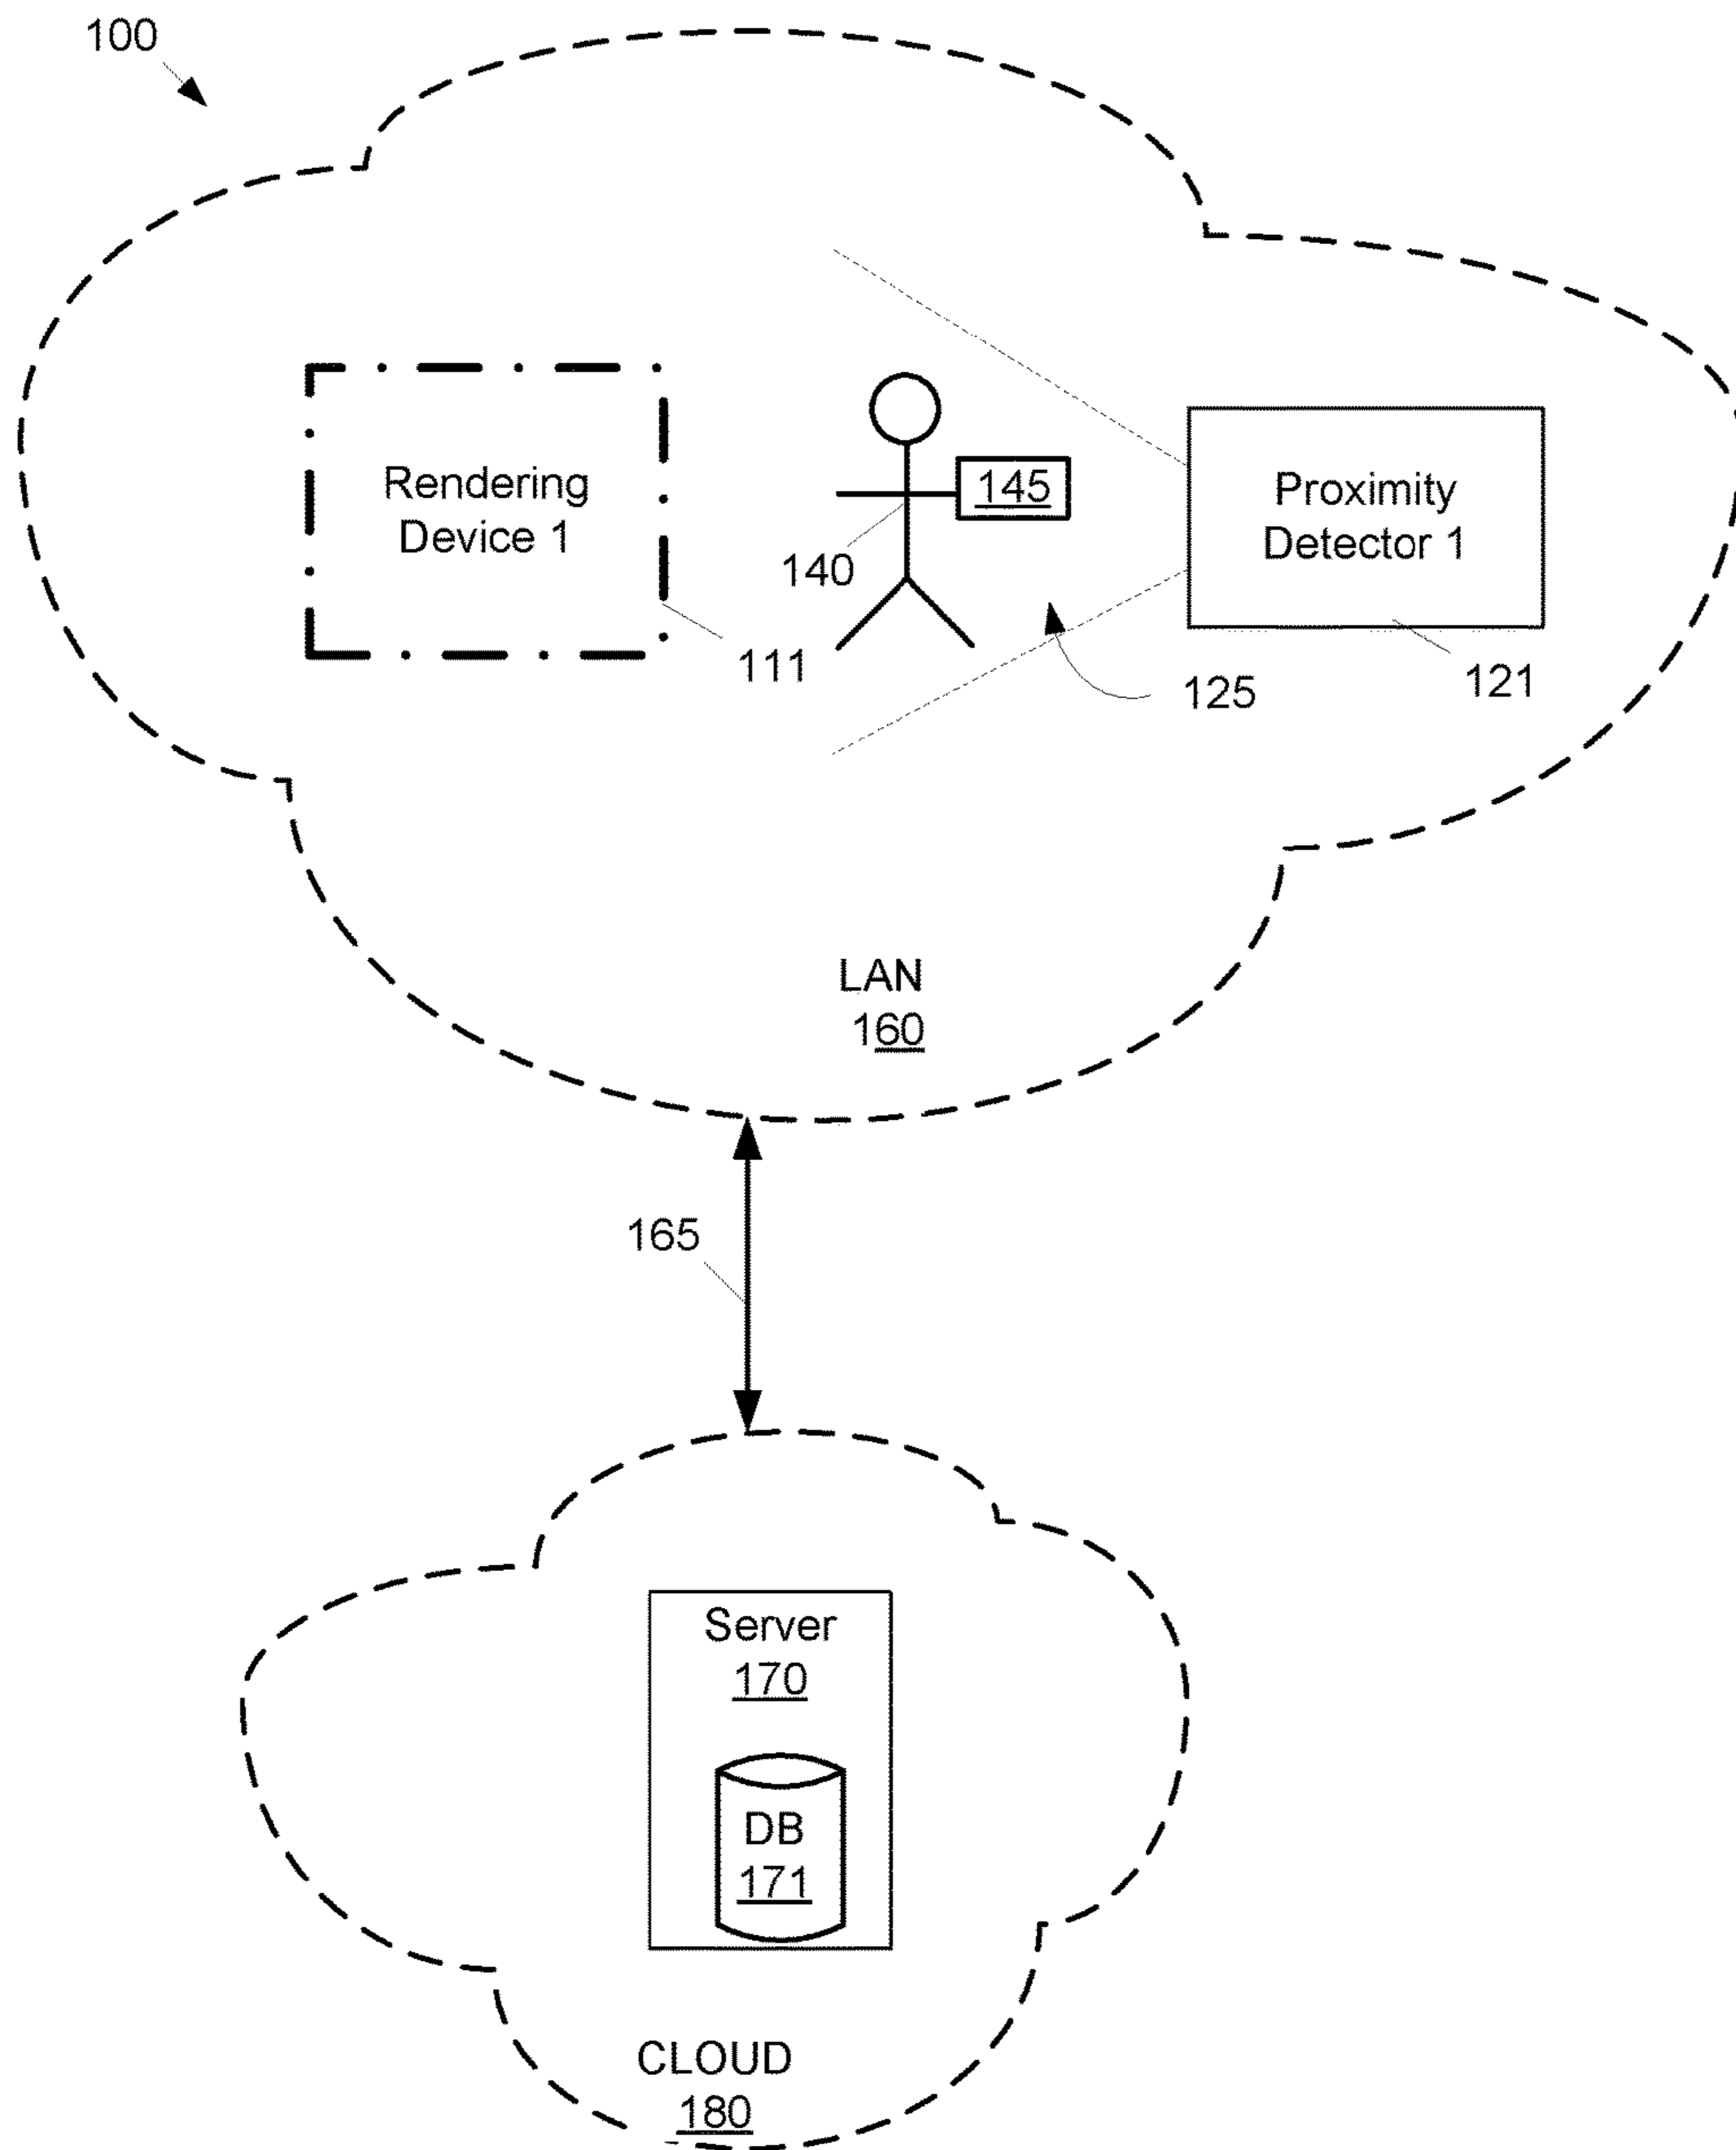 100
Rendering
Device 1
145
Proximity
Detector 1
140
111
125
121
LAN
160
165
Server
170
DB
171
CLOUD
180